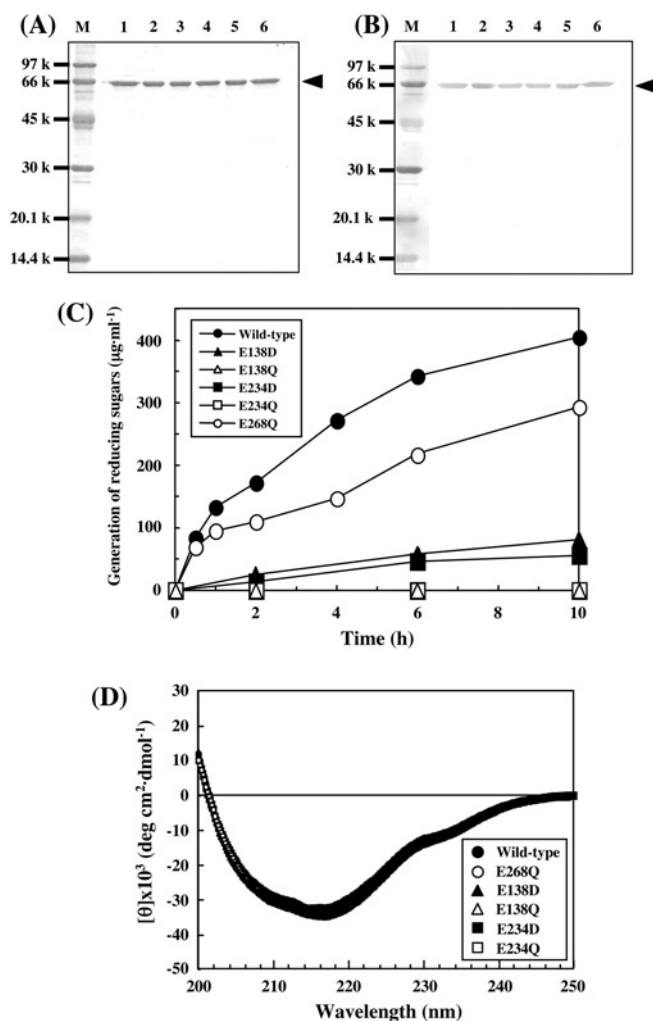 (A) M 1 2 3 4 5 6
97 k
66 k
45 k
30 k
20.1 k
14.4 k
(B) M 1 2 3 4 5 6
97 k
66 k
45 k
30 k
20.1 k
14.4 k
(C)
Generation of reducing sugars (µg·ml⁻¹)
400
300
200
100
0
Wild-type
E138D
E138Q
E234D
E234Q
E268Q
0 2 4 6 8 10
Time (h)
(D)
[θ]x10³ (deg cm²·dmol⁻¹)
30
20
10
0
-10
-20
-30
-40
-50
Wild-type
E268Q
E138D
E138Q
E234D
E234Q
200 210 220 230 240 250
Wavelength (nm)